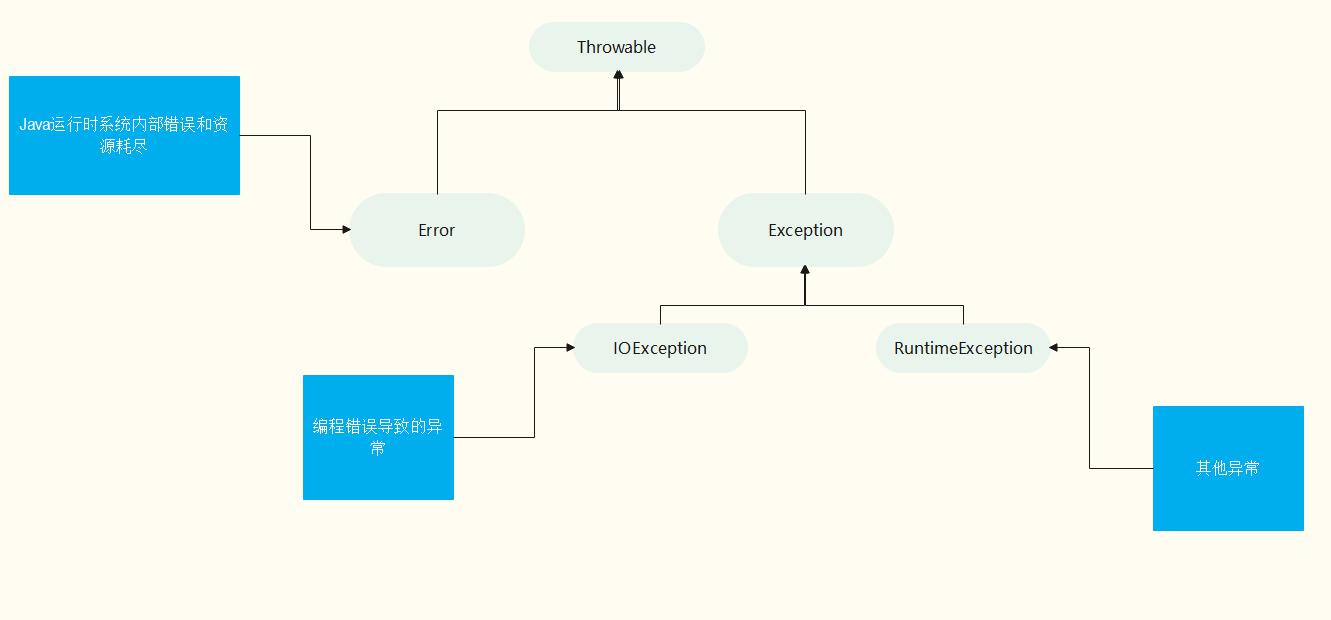 Throwable
Java运行时系统内部错误和资
源耗尽
Error
Exception
IOException
RuntimeException
编程错误导致的异
常
其他异常